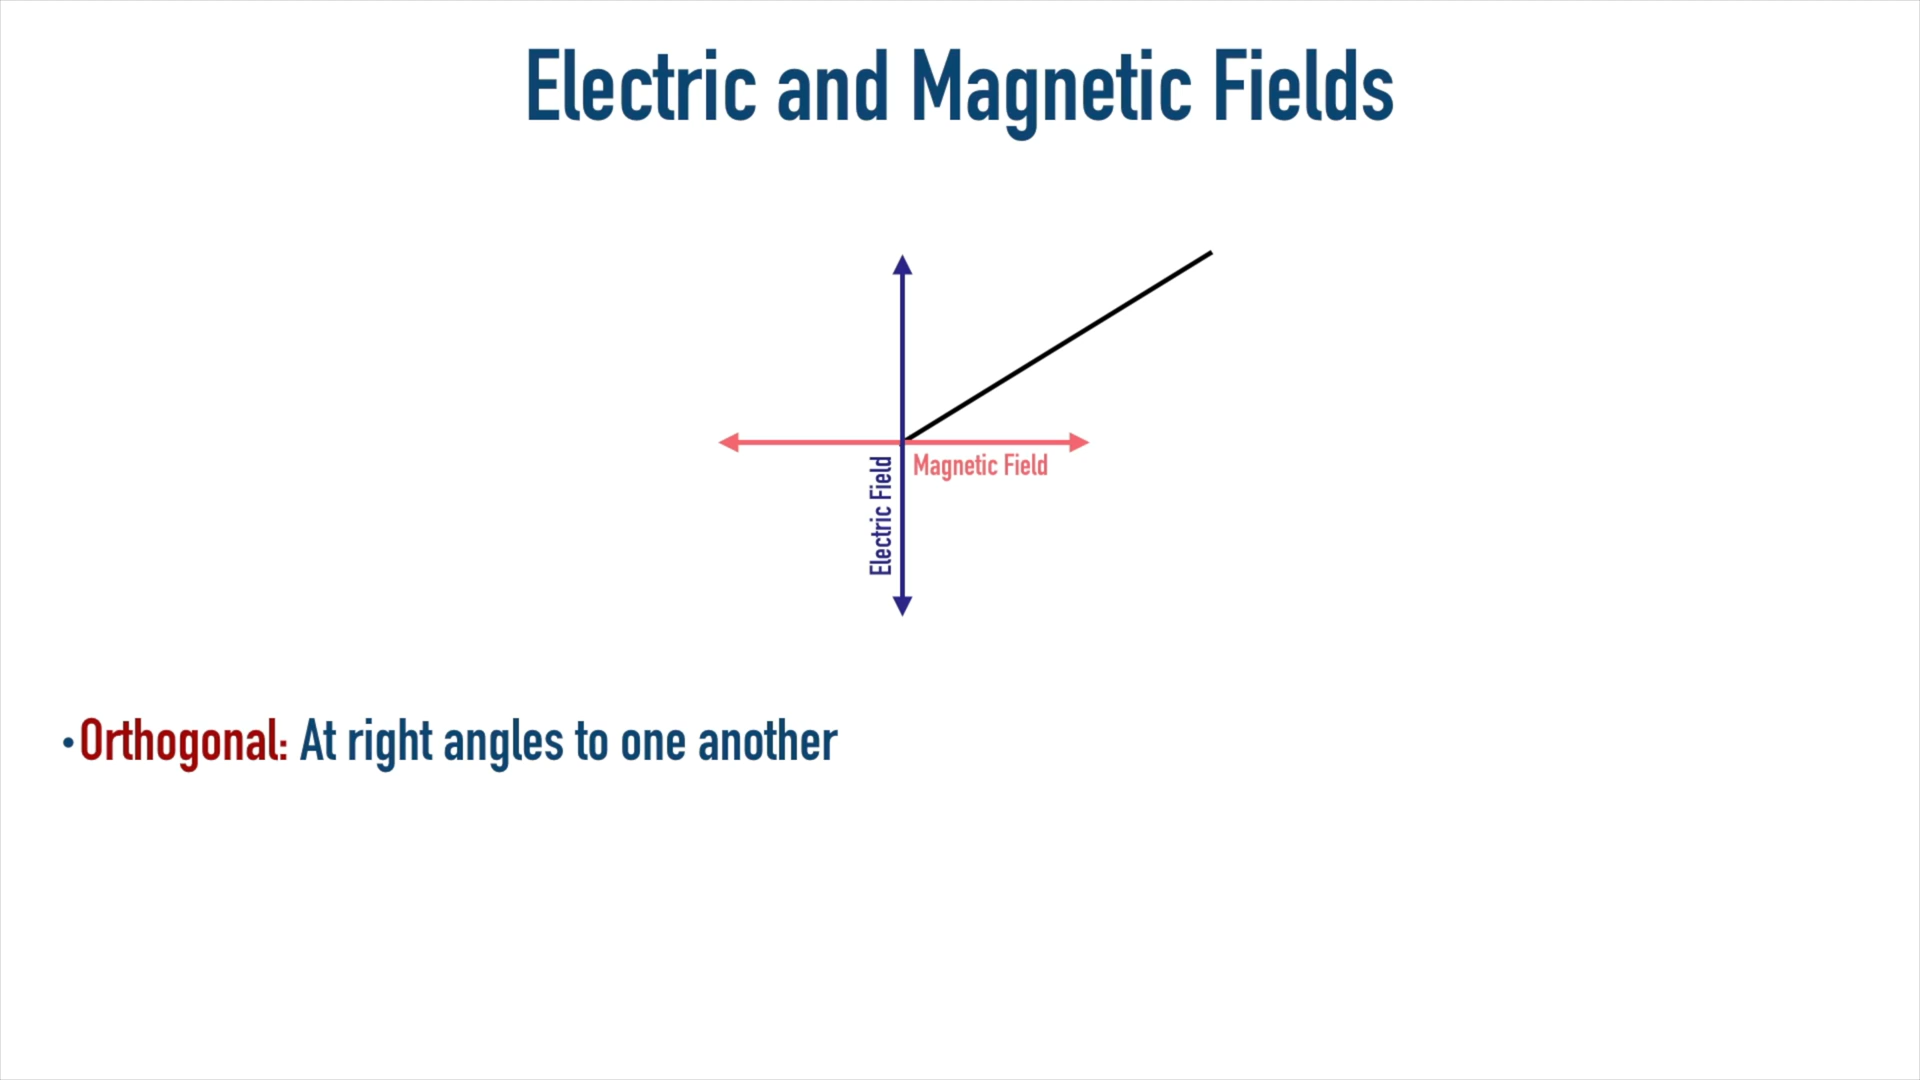 Electric and Magnetic Fields
Magnetic Field
Electric Field
• Orthogonal: At right angles to one another